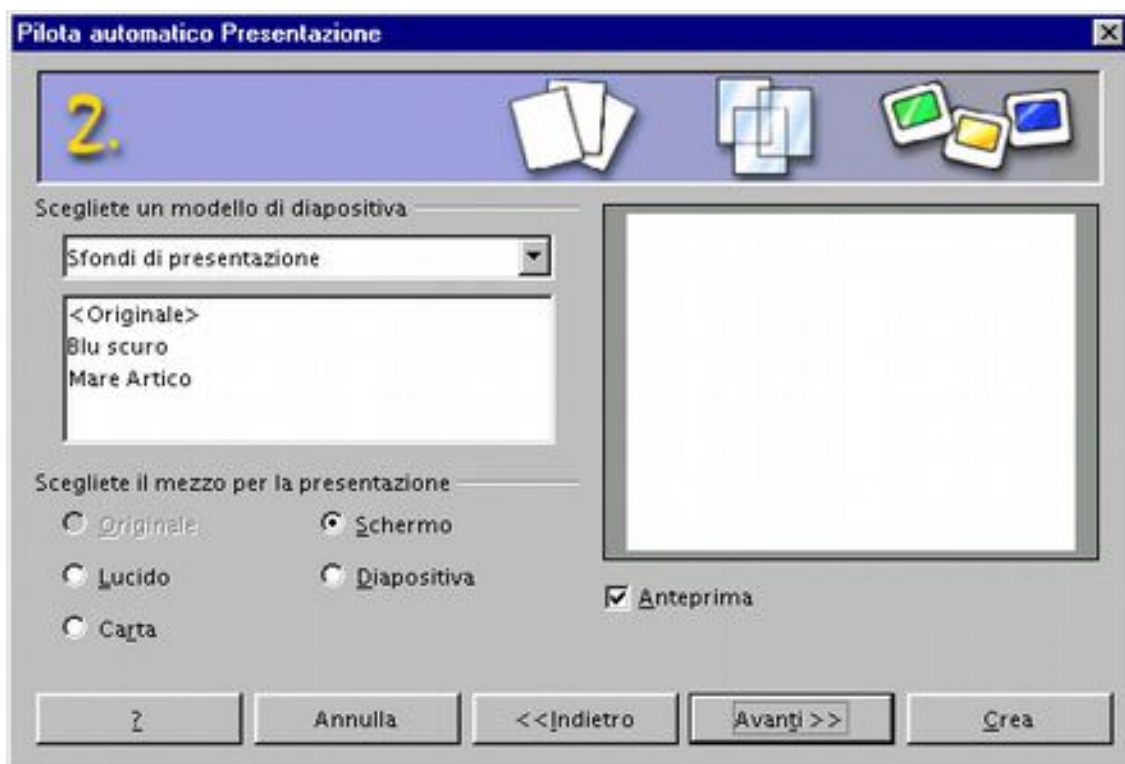 Pilota automatico Presentazione
2.
Scegliete un modello di diapositiva
Sfondi di presentazione
<Originale>
Blu scuro
Mare Artico
Scegliete il mezzo per la presentazione
Originale
Schermo
Lucido
Diapositiva
Carta
Anteprima
? Annulla <<Indietro Avanti >> Crea